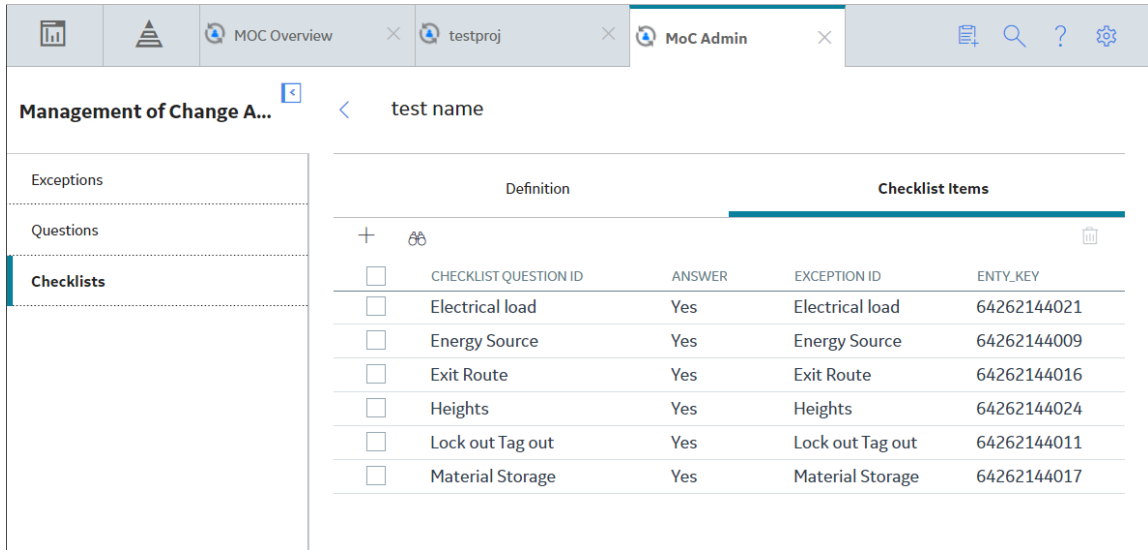 MOC Overview
testproj
MoC Admin
Management of Change A...
test name
Exceptions
Questions
Checklists
Definition
Checklist Items
CHECKLIST QUESTION ID ANSWER EXCEPTION ID ENTY_KEY
Electrical load Yes Electrical load 64262144021
Energy Source Yes Energy Source 64262144009
Exit Route Yes Exit Route 64262144016
Heights Yes Heights 64262144024
Lock out Tag out Yes Lock out Tag out 64262144011
Material Storage Yes Material Storage 64262144017